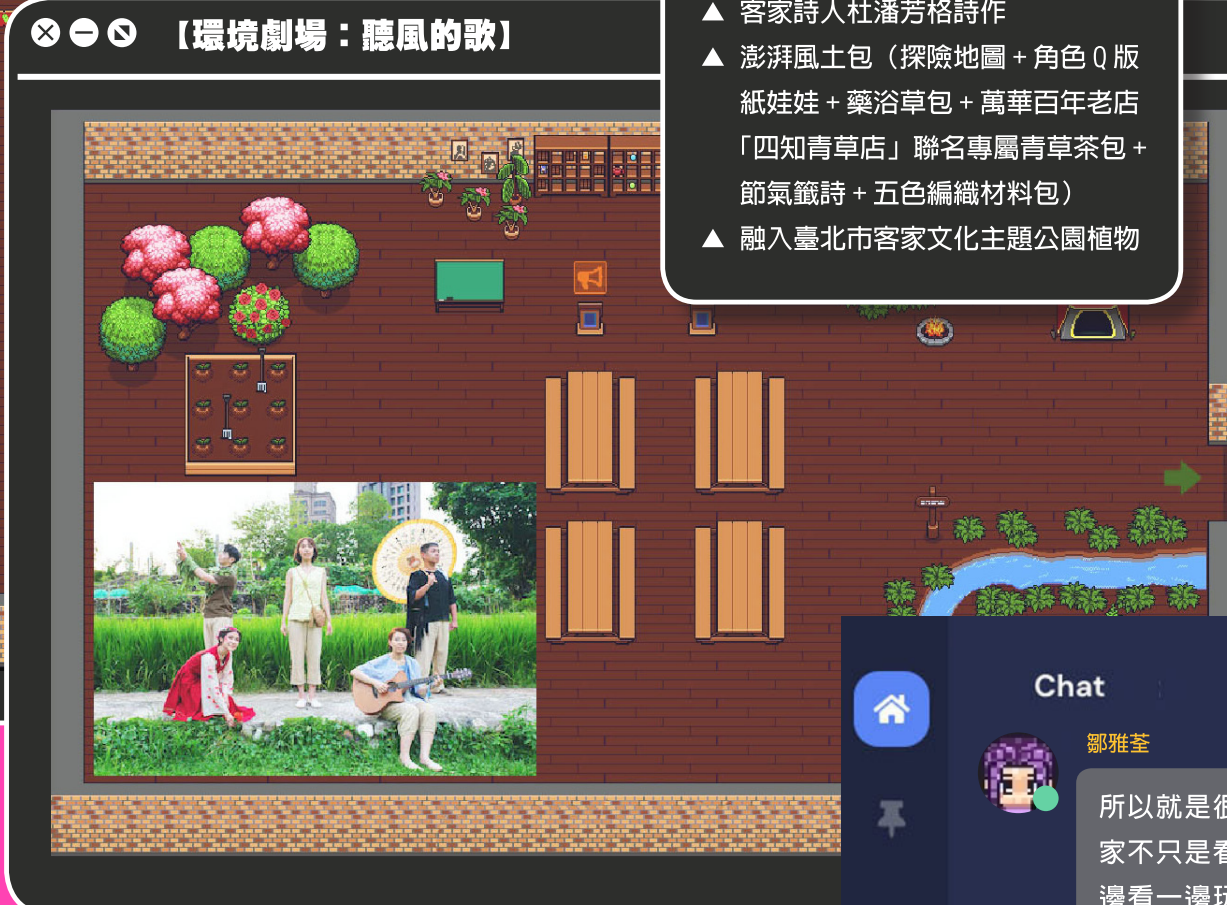 【環境劇場：聽風的歌】
▲ 客家詩人杜潘芳格詩作
▲ 澎湃風土包（探險地圖+角色Q版
紙娃娃+藥浴草包+萬華百年老店
「四知青草店」聯名專屬青草茶包+
節氣籤詩+五色編織材料包）
▲ 融入臺北市客家文化主題公園植物
Chat
鄒雅荃
所以就是很
家不只是看
邊看一邊玩